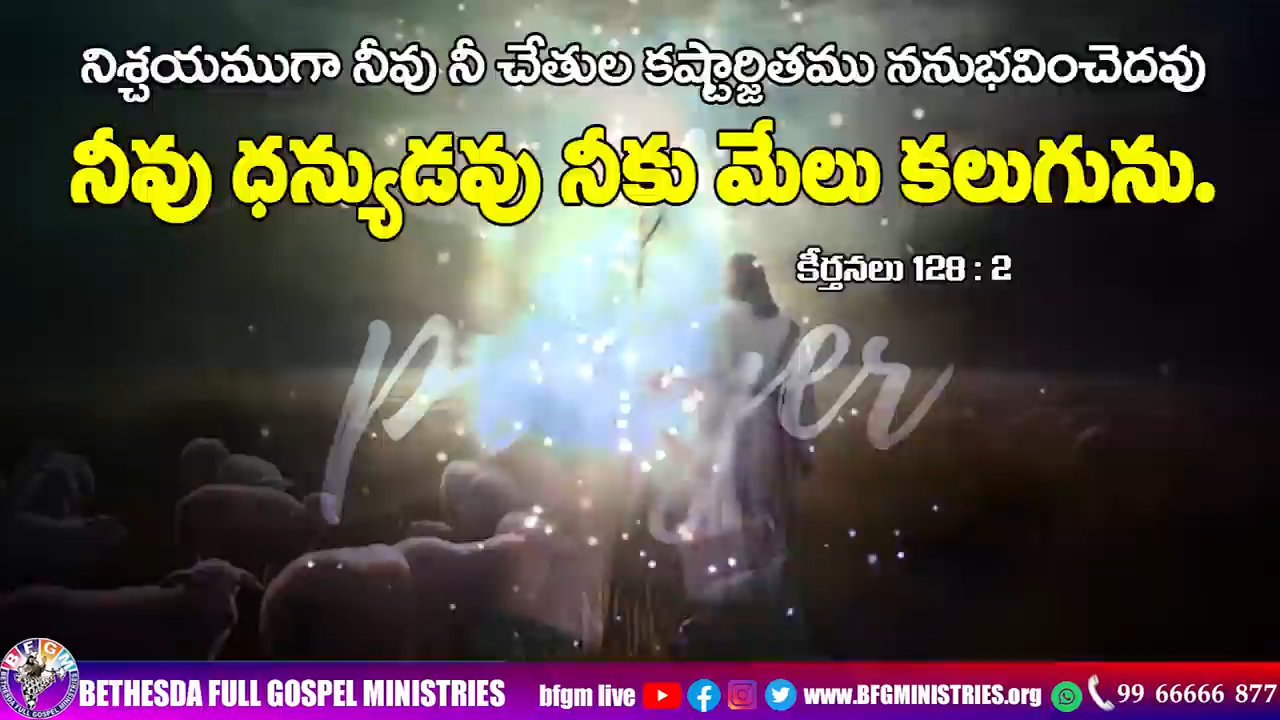 నిశ్చయముగా నీవు నీ చేతుల కష్టార్జితము ననుభవించెదవు
నీవు ధన్యుడవు నీకు మేలు కలుగును.
కీర్తనలు 128 : 2
prayer
BFGM
BETHESDA FULL GOSPEL MINISTRIES bfgm live www.BFGMINISTRIES.org 99 66666 877